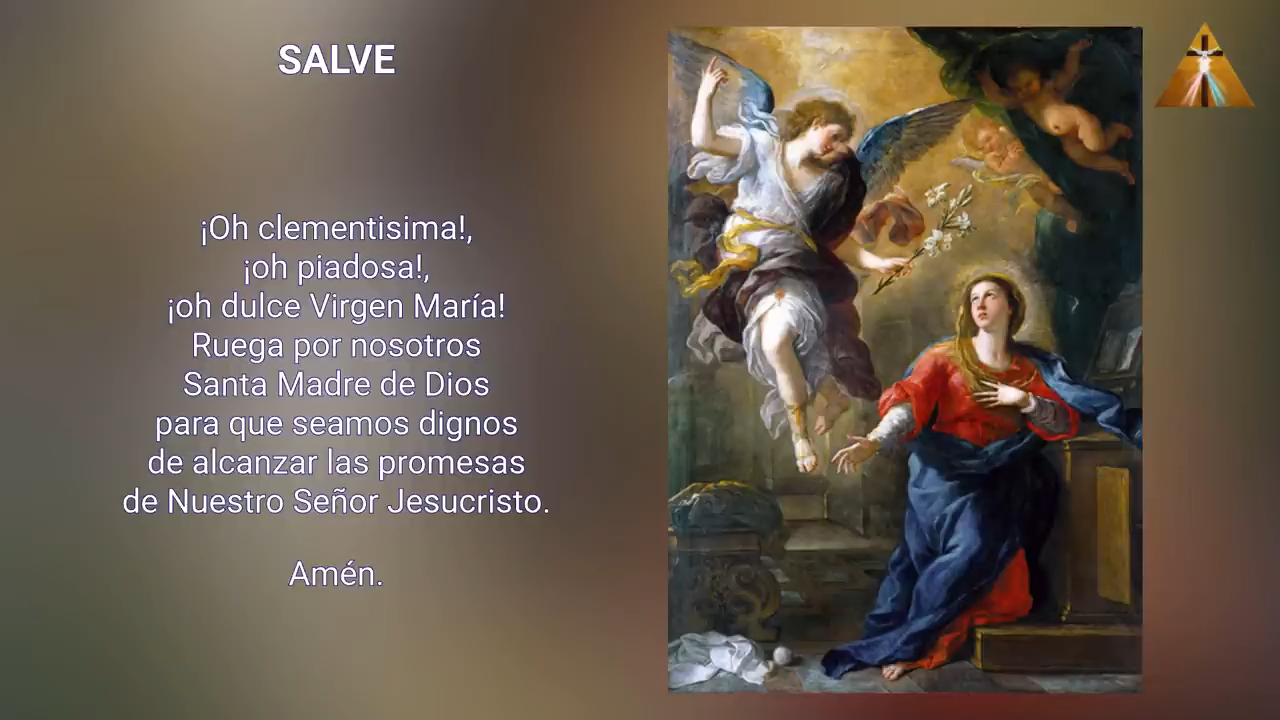 SALVE
¡Oh clementisima!,
¡oh piadosa!,
¡oh dulce Virgen María!
Ruega por nosotros
Santa Madre de Dios
para que seamos dignos
de alcanzar las promesas
de Nuestro Señor Jesucristo.
Amén.